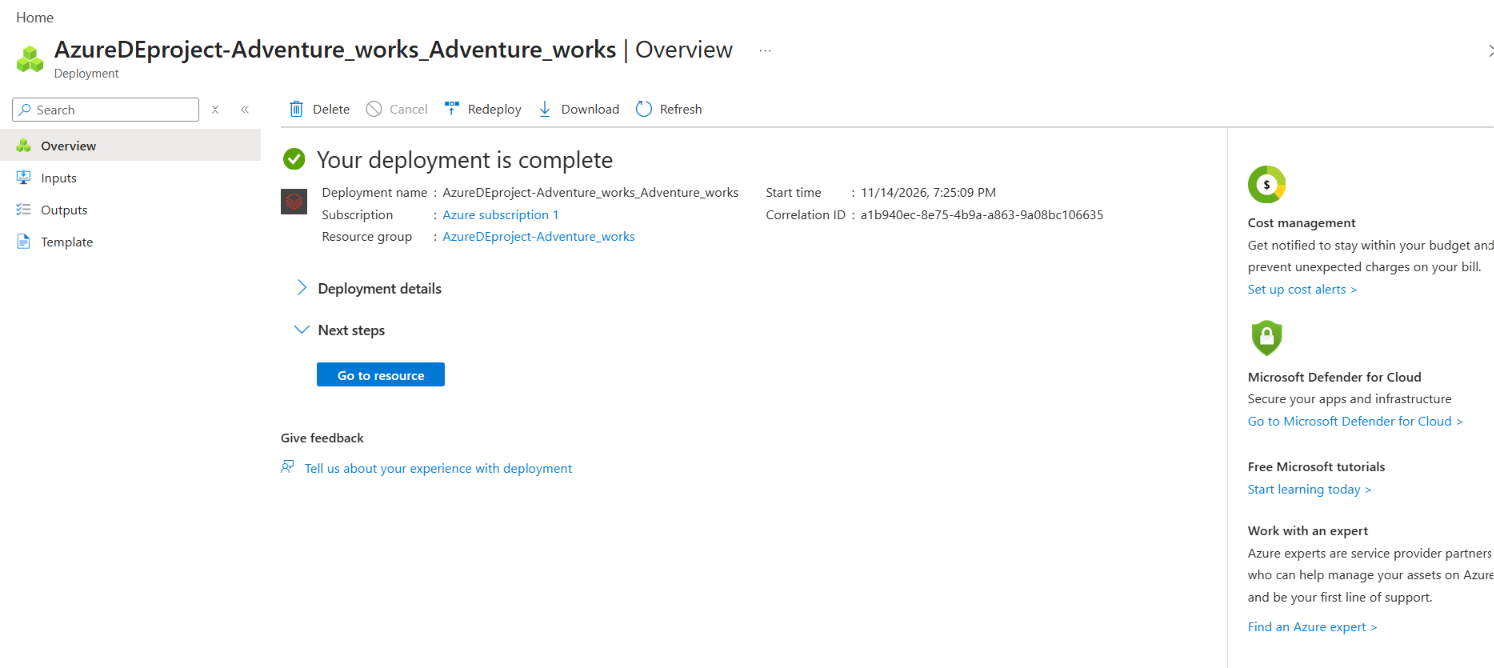 Home
AzureDEproject-Adventure_works_Adventure_works | Overview ...
Deployment
Search
Delete Cancel Redeploy Download Refresh
Overview
Inputs
Outputs
Template
Your deployment is complete
Deployment name : AzureDEproject-Adventure_works_Adventure_works
Subscription : Azure subscription 1
Resource group : AzureDEproject-Adventure_works
Start time : 11/14/2026, 7:25:09 PM
Correlation ID : a1b940ec-8e75-4b9a-a863-9a08bc106635
Deployment details
Next steps
Go to resource
Give feedback
Tell us about your experience with deployment
$
Cost management
Get notified to stay within your budget and
prevent unexpected charges on your bill.
Set up cost alerts >
Microsoft Defender for Cloud
Secure your apps and infrastructure
Go to Microsoft Defender for Cloud >
Free Microsoft tutorials
Start learning today >
Work with an expert
Azure experts are service provider partners
who can help manage your assets on Azure
and be your first line of support.
Find an Azure expert >